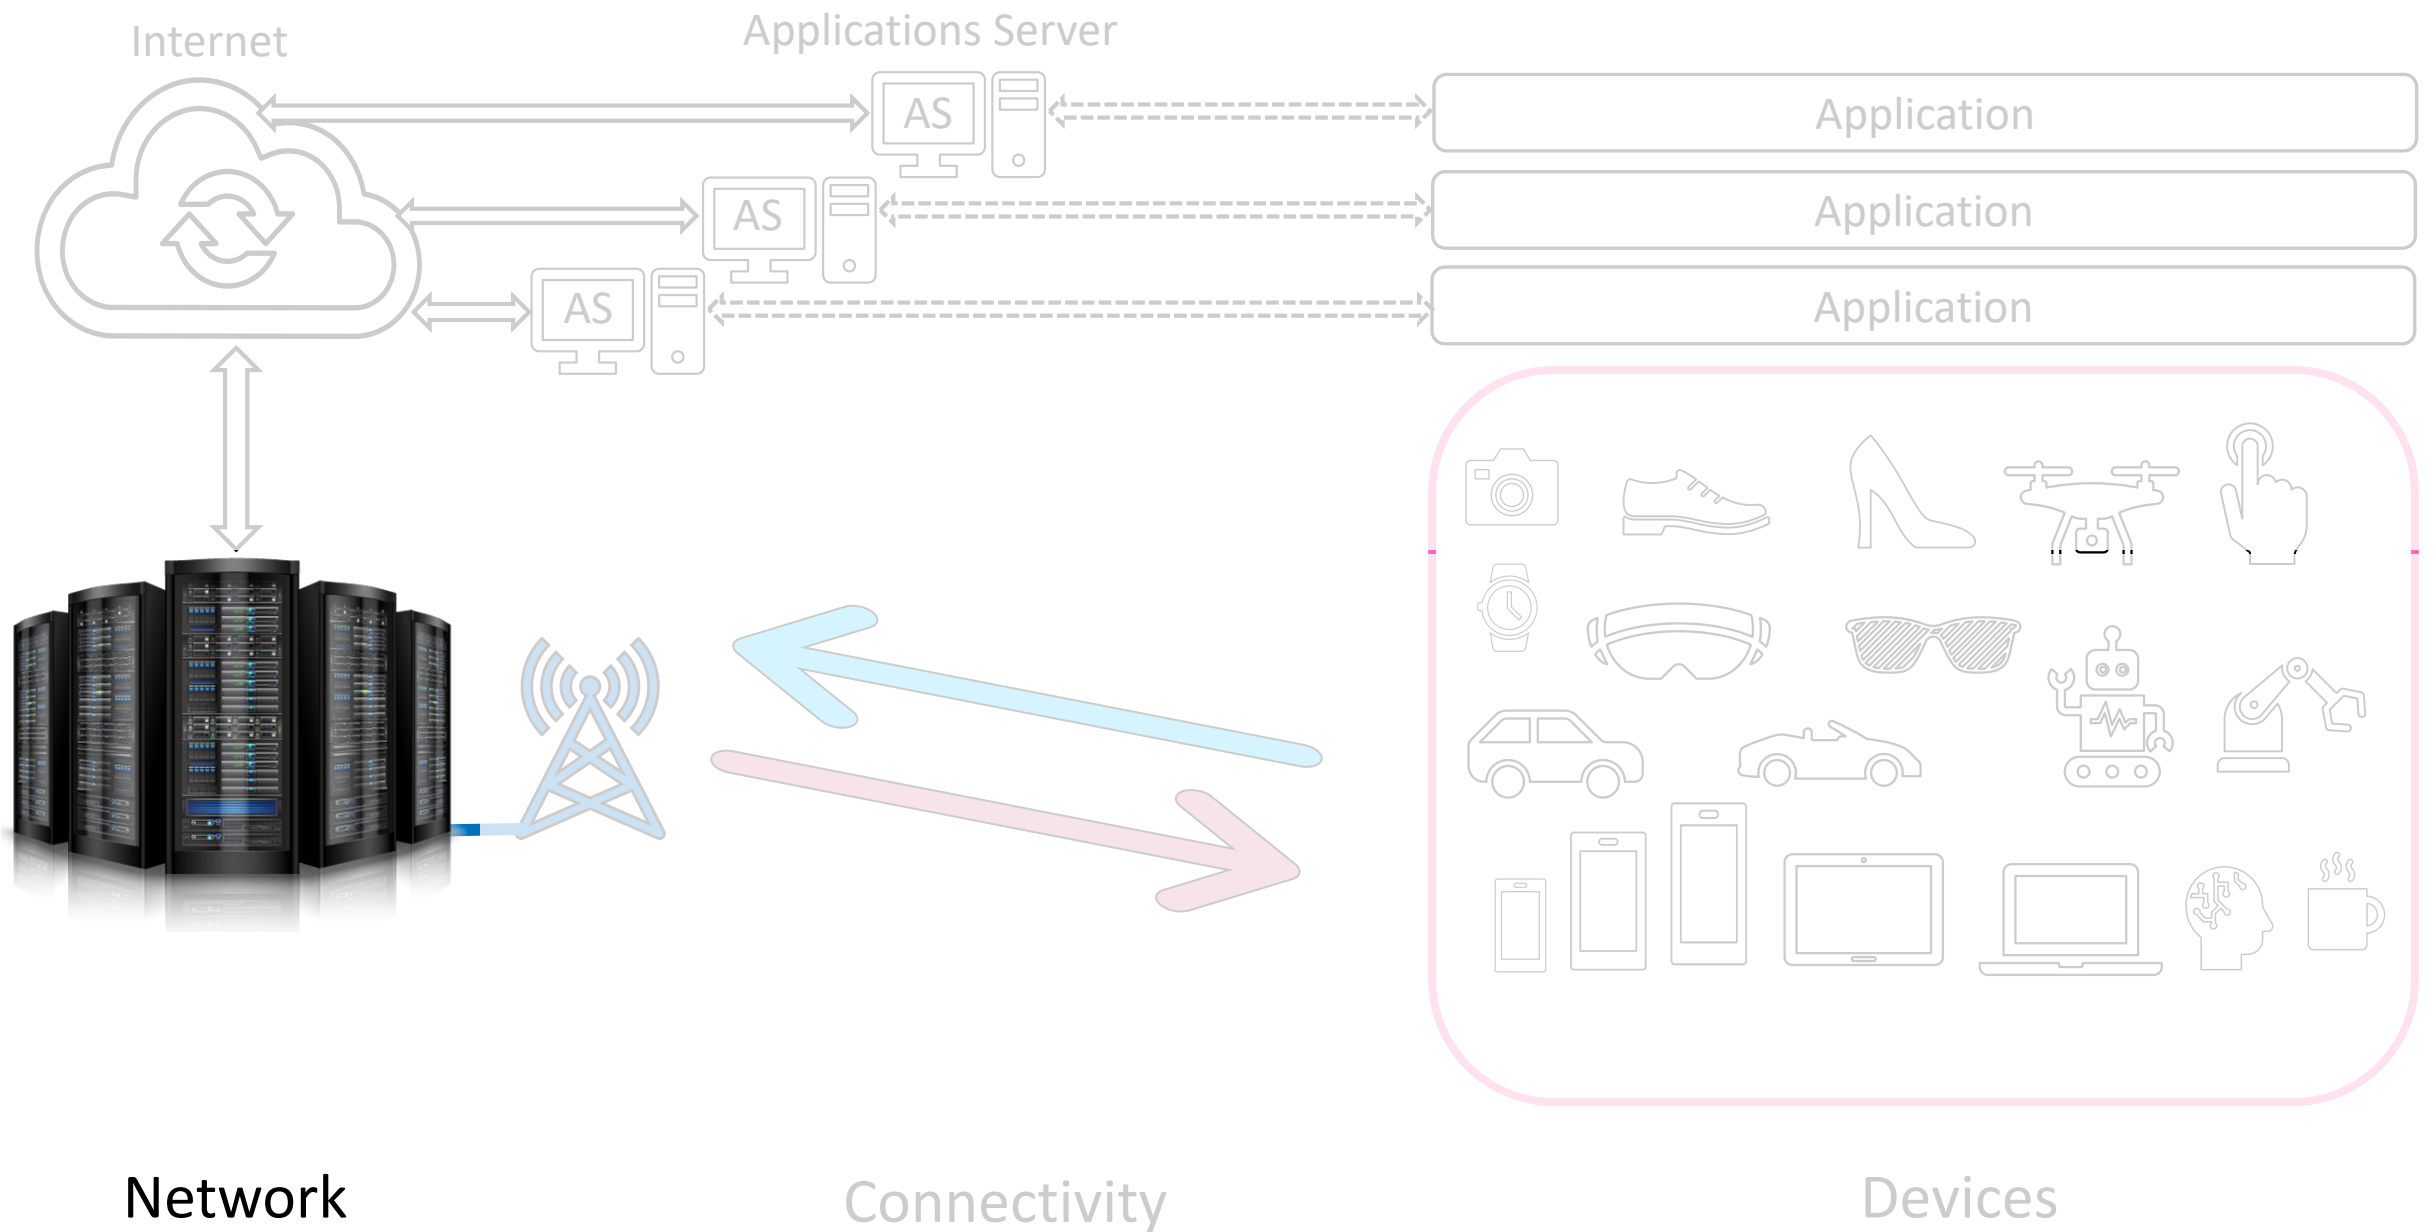 Internet
Applications Server
AS
Application
AS
Application
AS
Application
Network
Connectivity
Devices